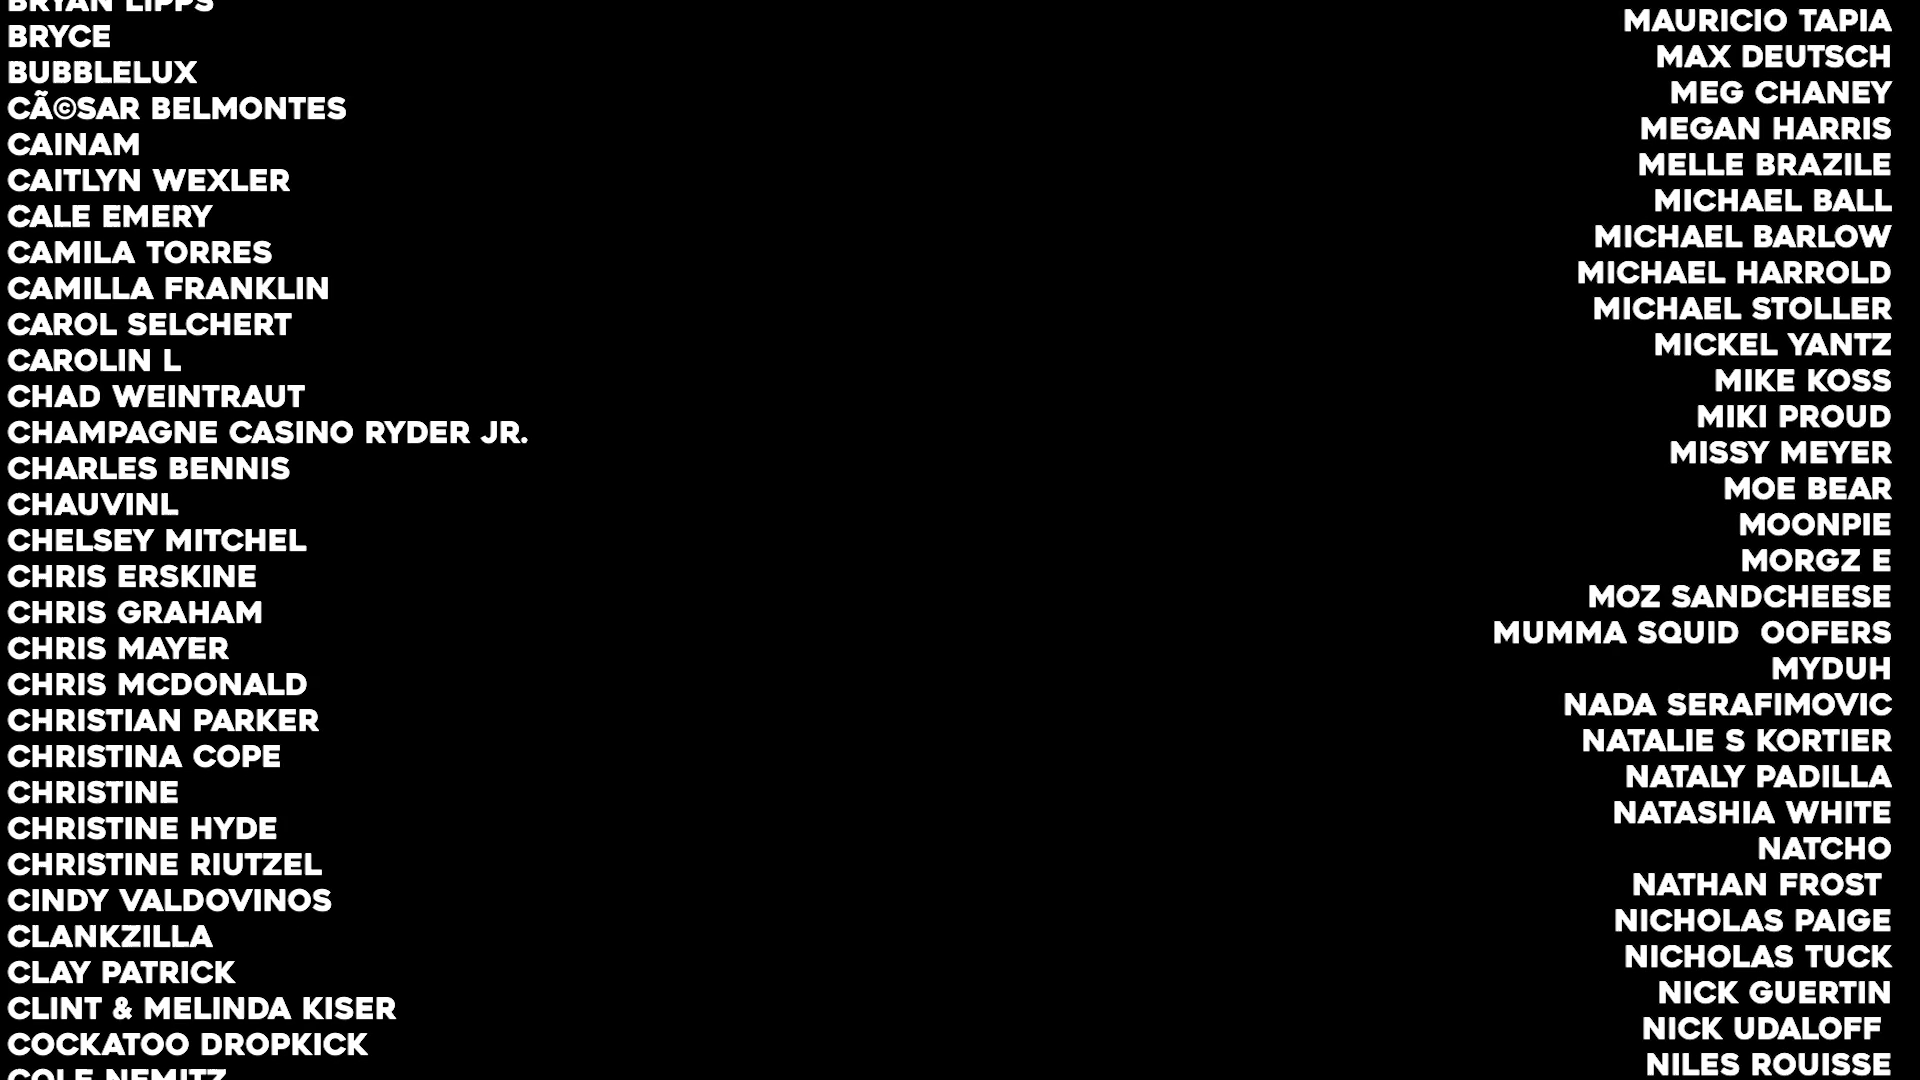 BRYAN LIPPS
BRYCE
BUBBLELUX
CÃ©SAR BELMONTES
CAINAM
CAITLYN WEXLER
CALE EMERY
CAMILA TORRES
CAMILLA FRANKLIN
CAROL SELCHERT
CAROLIN L
CHAD WEINTRAUT
CHAMPAGNE CASINO RYDER JR.
CHARLES BENNIS
CHAUVINL
CHELSEY MITCHEL
CHRIS ERSKINE
CHRIS GRAHAM
CHRIS MAYER
CHRIS MCDONALD
CHRISTIAN PARKER
CHRISTINA COPE
CHRISTINE
CHRISTINE HYDE
CHRISTINE RIUTZEL
CINDY VALDOVINOS
CLANKZILLA
CLAY PATRICK
CLINT & MELINDA KISER
COCKATOO DROPKICK
COLE NEMITZ
MAURICIO TAPIA
MAX DEUTSCH
MEG CHANEY
MEGAN HARRIS
MELLE BRAZILE
MICHAEL BALL
MICHAEL BARLOW
MICHAEL HARROLD
MICHAEL STOLLER
MICKEL YANTZ
MIKE KOSS
MIKI PROUD
MISSY MEYER
MOE BEAR
MOONPIE
MORGZ E
MOZ SANDCHEESE
MUMMA SQUID  OOFERS
MYDUH
NADA SERAFIMOVIC
NATALIE S KORTIER
NATALY PADILLA
NATASHIA WHITE
NATCHO
NATHAN FROST
NICHOLAS PAIGE
NICHOLAS TUCK
NICK GUERTIN
NICK UDALOFF
NILES ROUISSE